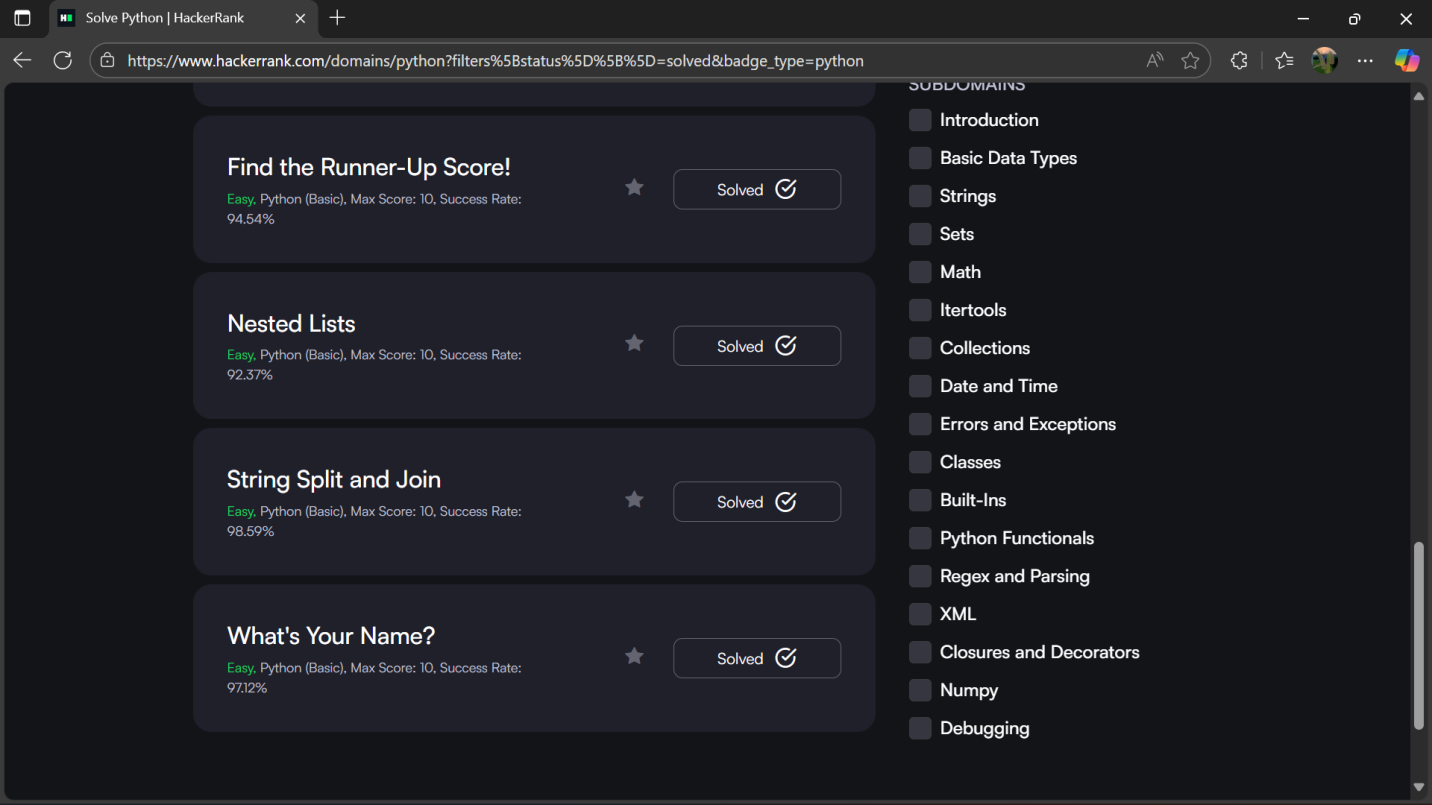 Solve Python | HackerRank
https://www.hackerrank.com/domains/python?filters%5Bstatus%5D%5B%5D=solved&badge_type=python
Find the Runner-Up Score!
Easy, Python (Basic), Max Score: 10, Success Rate:
94.54%
Solved
Nested Lists
Easy, Python (Basic), Max Score: 10, Success Rate:
92.37%
Solved
String Split and Join
Easy, Python (Basic), Max Score: 10, Success Rate:
98.59%
Solved
What's Your Name?
Easy, Python (Basic), Max Score: 10, Success Rate:
97.12%
Solved
SUBDOMAINS
Introduction
Basic Data Types
Strings
Sets
Math
Itertools
Collections
Date and Time
Errors and Exceptions
Classes
Built-Ins
Python Functionals
Regex and Parsing
XML
Closures and Decorators
Numpy
Debugging